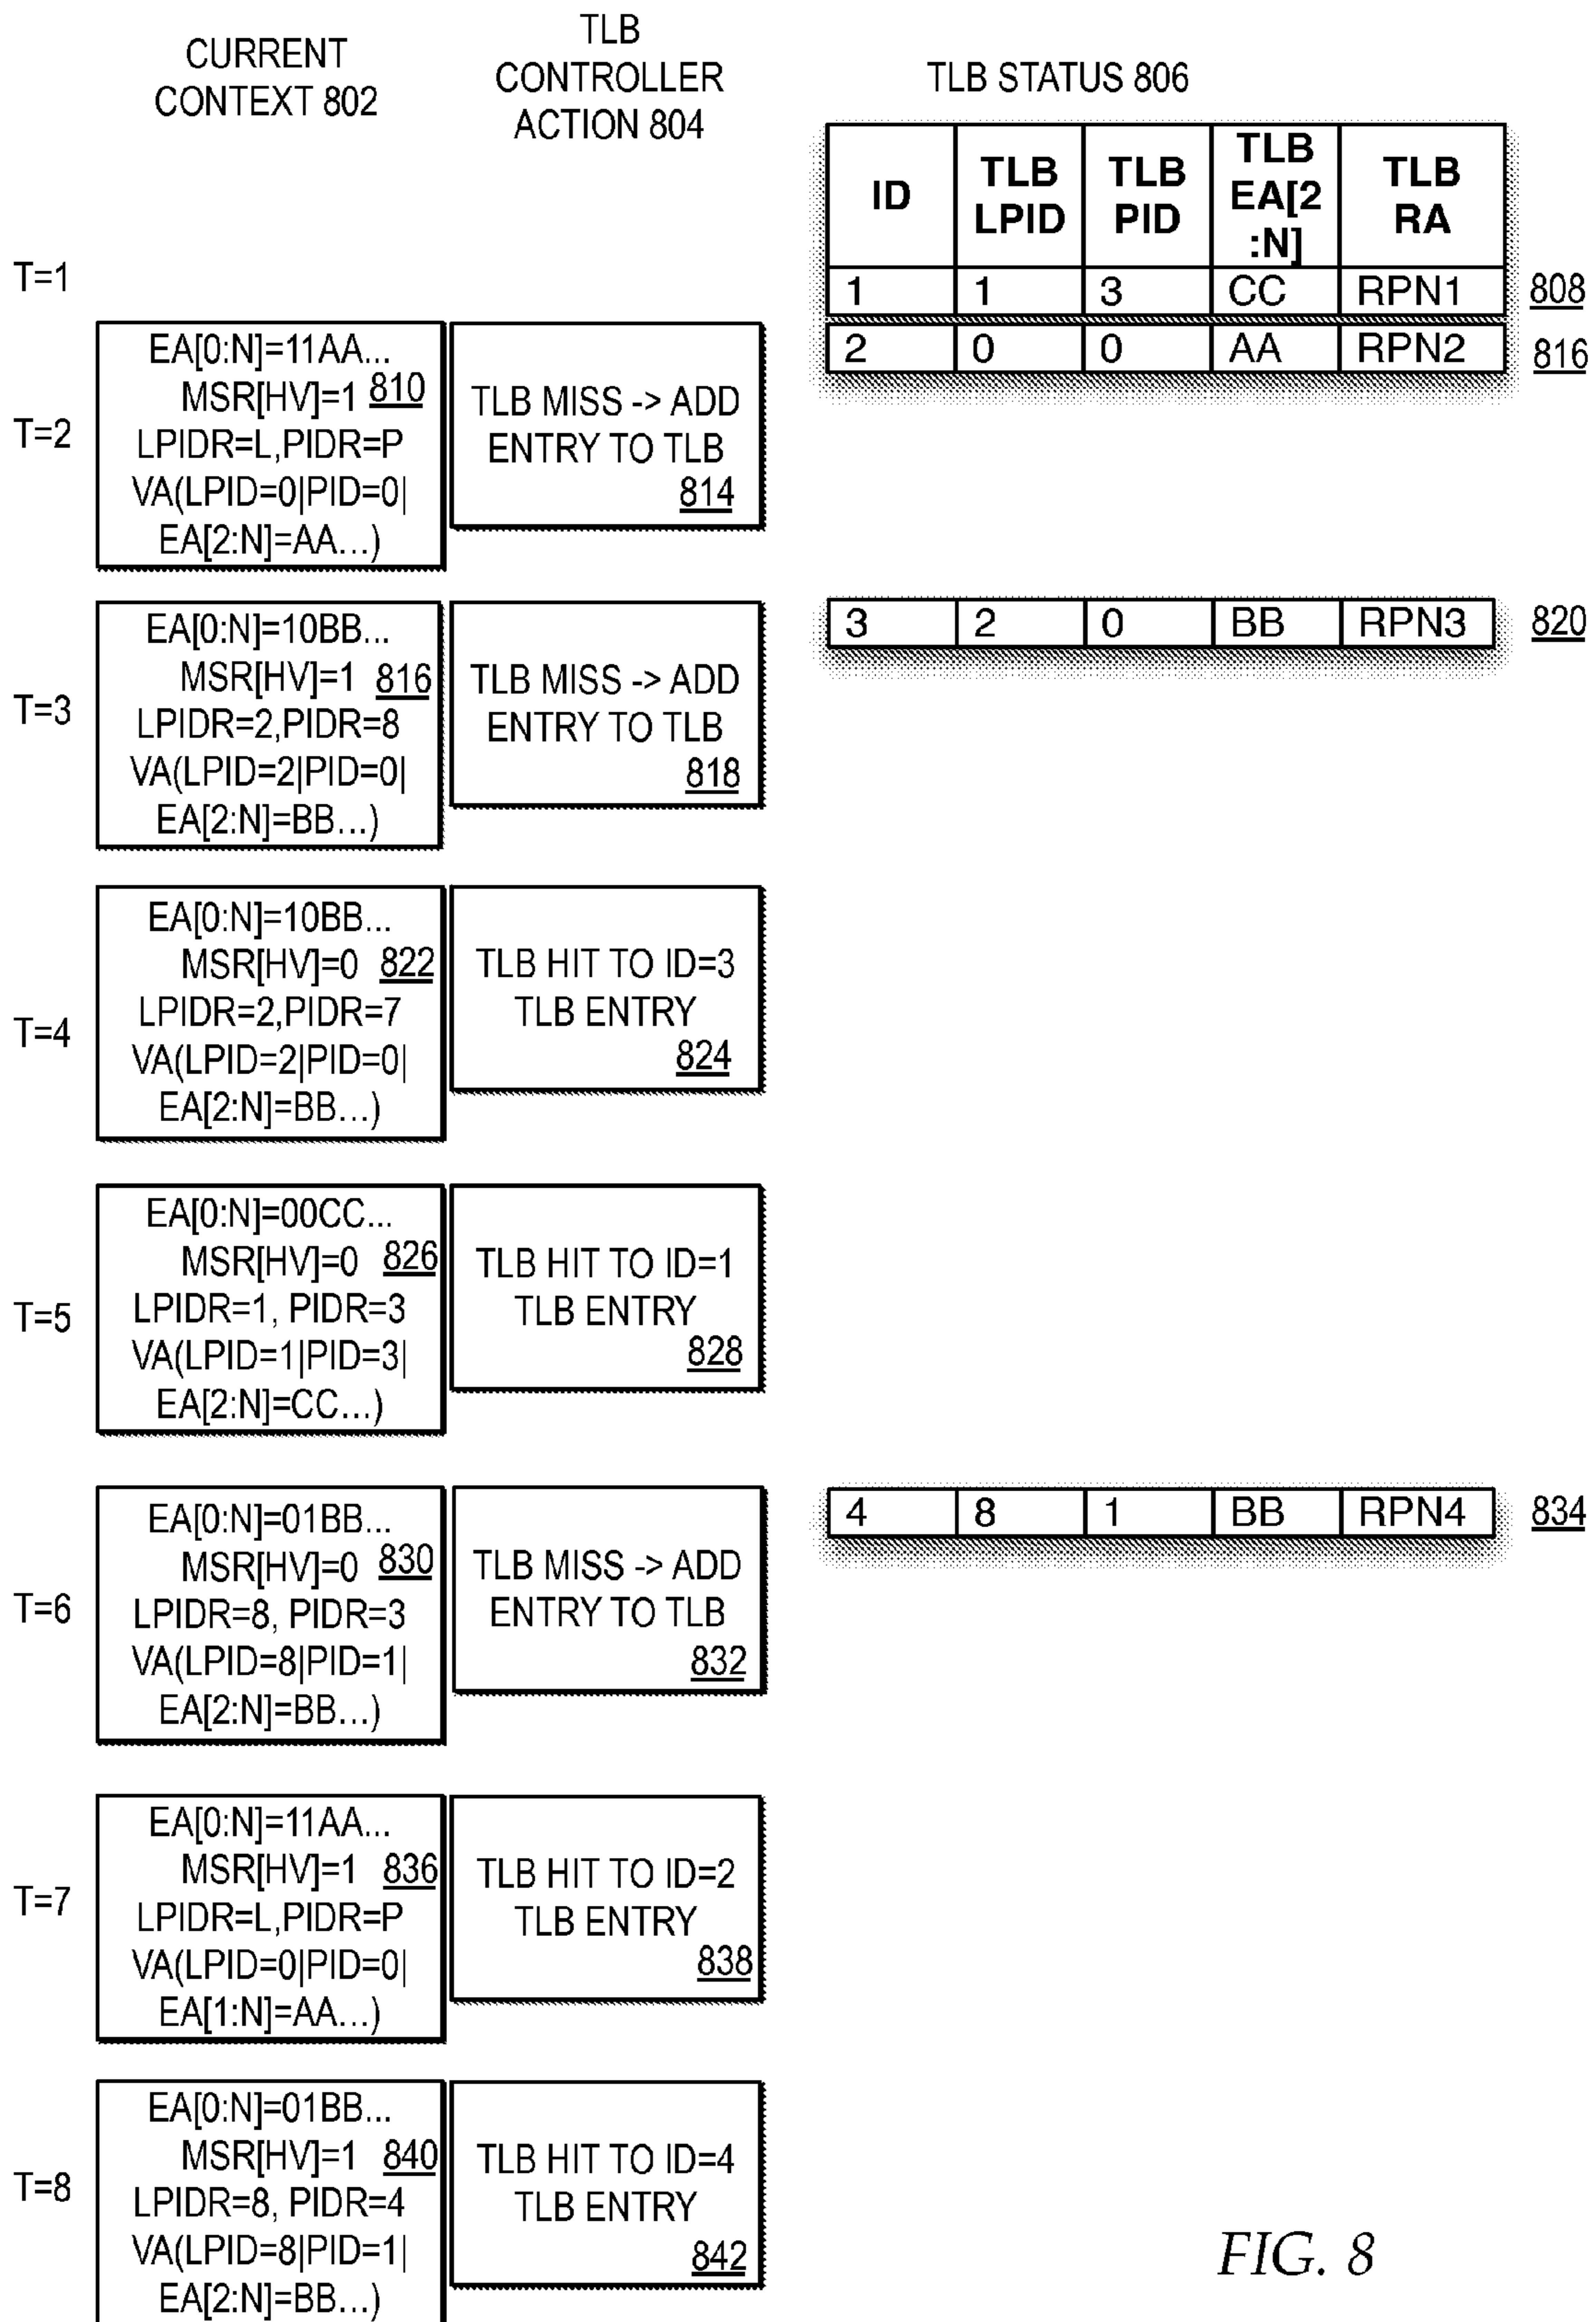 CURRENT
CONTEXT 802
TLB
CONTROLLER
ACTION 804
TLB STATUS 806
ID
TLB
LPID
TLB
PID
TLB
EA[2
:N]
TLB
RA
T=1
1 1 3 CC RPN1 808
2 0 0 AA RPN2 816
T=2
EA[0:N]=11AA...
MSR[HV]=1 810
LPIDR=L,PIDR=P
VA(LPID=0|PID=0|
EA[2:N]=AA...)
TLB MISS -> ADD
ENTRY TO TLB
814
T=3
EA[0:N]=10BB...
MSR[HV]=1 816
LPIDR=2,PIDR=8
VA(LPID=2|PID=0|
EA[2:N]=BB...)
TLB MISS -> ADD
ENTRY TO TLB
818
3 2 0 BB RPN3 820
T=4
EA[0:N]=10BB...
MSR[HV]=0 822
LPIDR=2,PIDR=7
VA(LPID=2|PID=0|
EA[2:N]=BB...)
TLB HIT TO ID=3
TLB ENTRY
824
T=5
EA[0:N]=00CC...
MSR[HV]=0 826
LPIDR=1, PIDR=3
VA(LPID=1|PID=3|
EA[2:N]=CC...)
TLB HIT TO ID=1
TLB ENTRY
828
T=6
EA[0:N]=01BB...
MSR[HV]=0 830
LPIDR=8, PIDR=3
VA(LPID=8|PID=1|
EA[2:N]=BB...)
TLB MISS -> ADD
ENTRY TO TLB
832
4 8 1 BB RPN4 834
T=7
EA[0:N]=11AA...
MSR[HV]=1 836
LPIDR=L,PIDR=P
VA(LPID=0|PID=0|
EA[1:N]=AA...)
TLB HIT TO ID=2
TLB ENTRY
838
T=8
EA[0:N]=01BB...
MSR[HV]=1 840
LPIDR=8, PIDR=4
VA(LPID=8|PID=1|
EA[2:N]=BB...)
TLB HIT TO ID=4
TLB ENTRY
842
FIG. 8